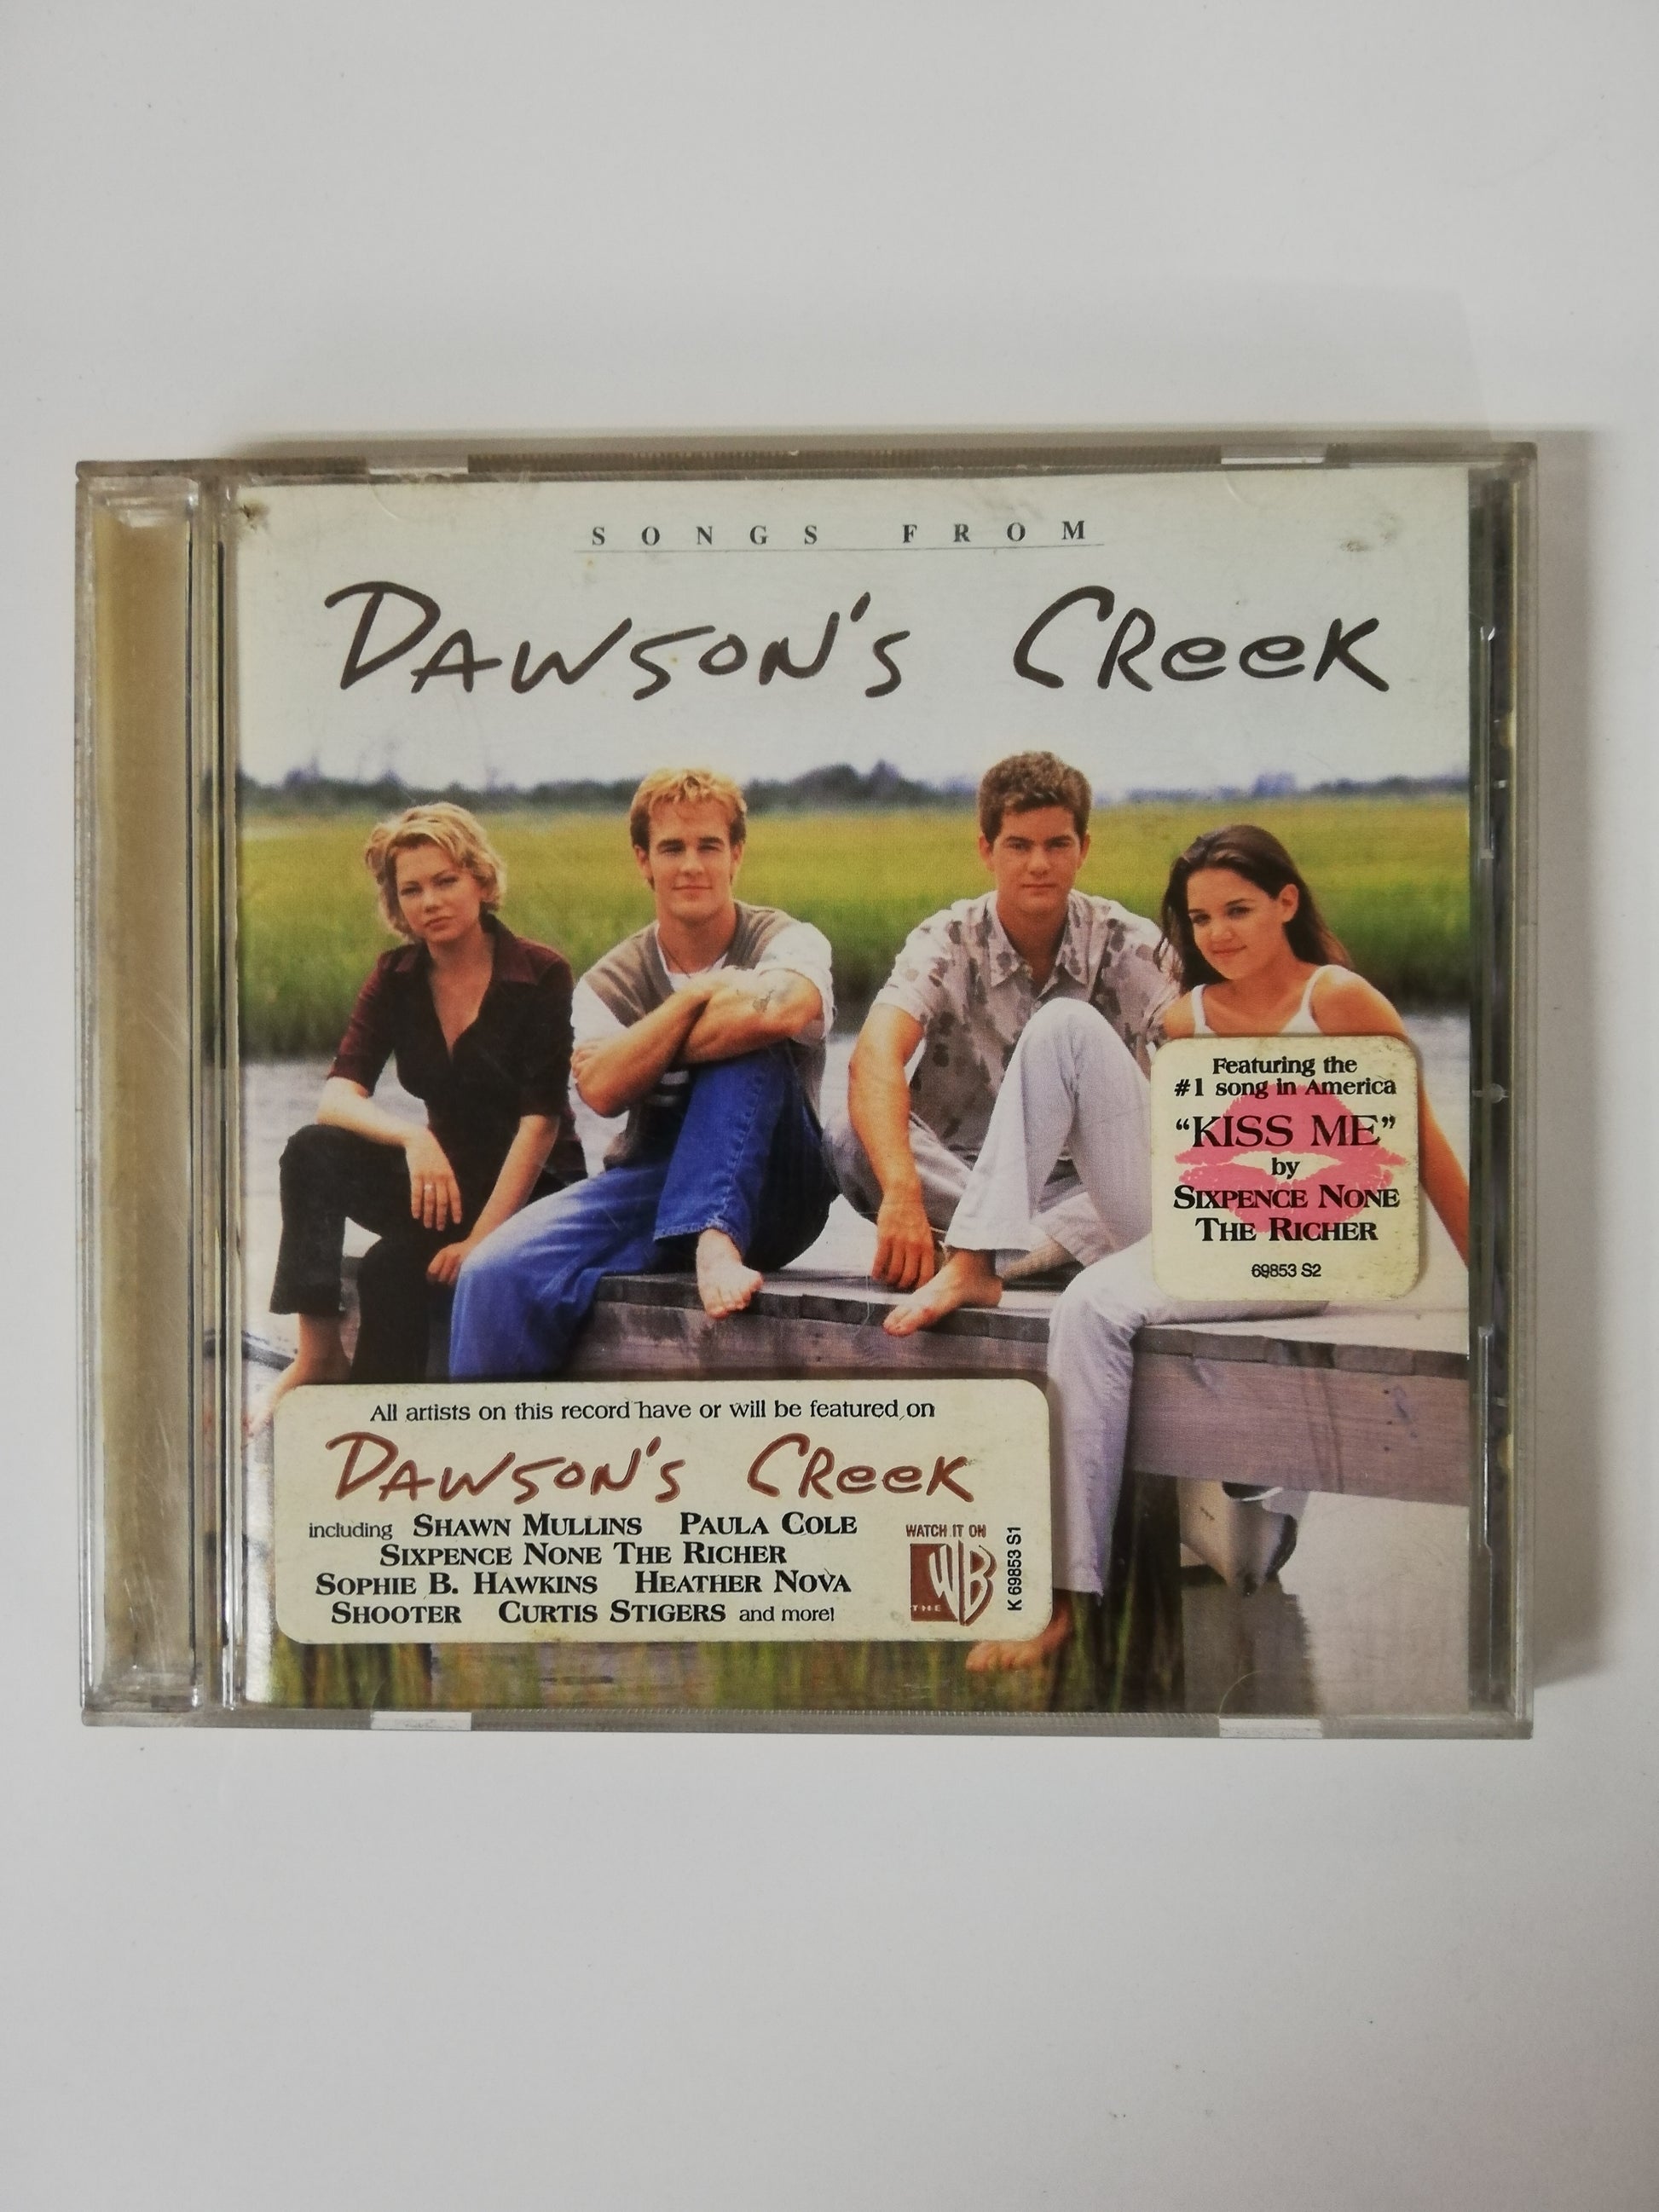 SONGS FROM
DAWSON'S CReeK
Featuring the
#1 song in America
“KISS ME”
by
SIXPENCE NONE
THE RICHER
69853 S2
All artists on this record have or will be featured on
DAWSON'S CReeK
including SHAWN MULLINS PAULA COLE
SIXPENCE NONE THE RICHER
SOPHIE B. HAWKINS HEATHER NOVA
SHOOTER CURTIS STIGERS and more!
WATCH IT ON
THE WB
K 69853 S1